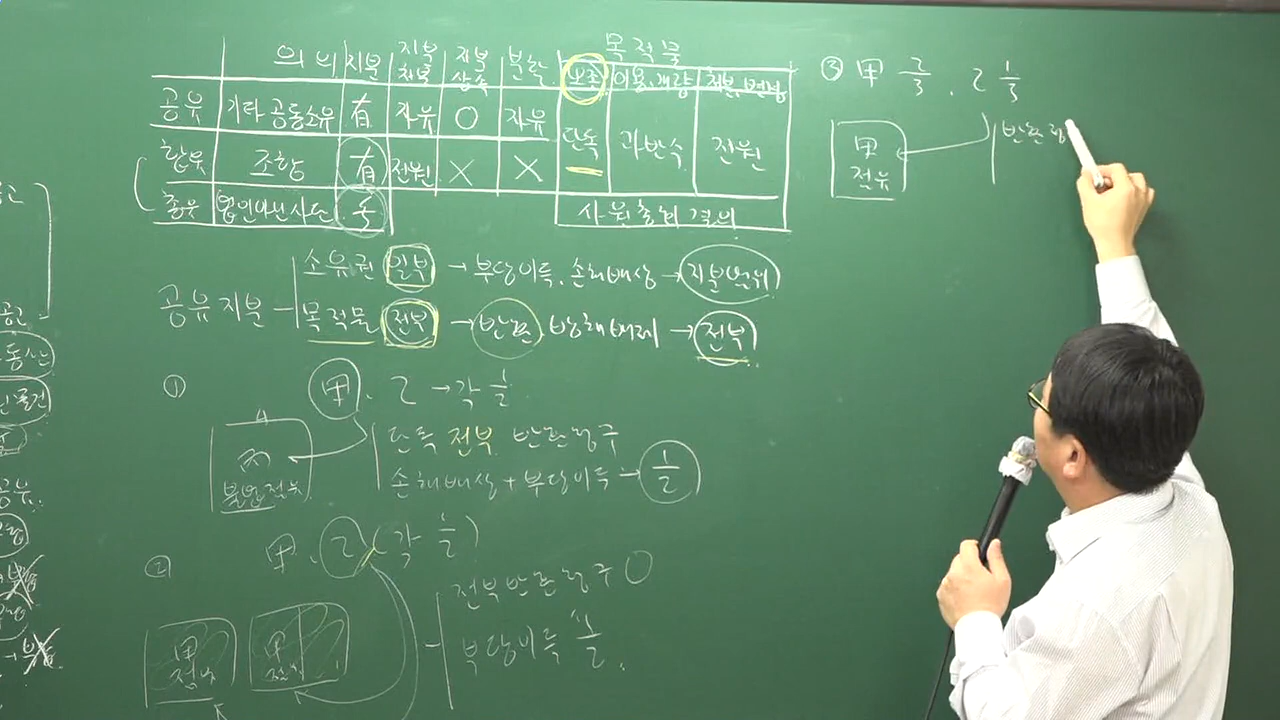 목적물
의의 지분 지분처분 지분상속 분할 보존 이용.개량 처분.변경
공유 기타 공동소유 有 자유 ○ 자유 단독 과반수 전원
합유 조합 有 전원 X X
총유 법인아닌사단 사원총회 결의
공유지분
소유권 일부 → 부당이득.손해배상 → 지분범위
목적물 전부 → 반환.방해배제 → 전부
① 甲. 乙 → 각 1/2
불법점유
단독 전부 반환청구
손해배상 + 부당이득 → 1/2
② 甲. 乙 (각 1/2)
甲
甲
전부반환청구 ○
부당이득 1/2.
③ 甲 2/3 . 乙 1/3
甲
점유
반환청